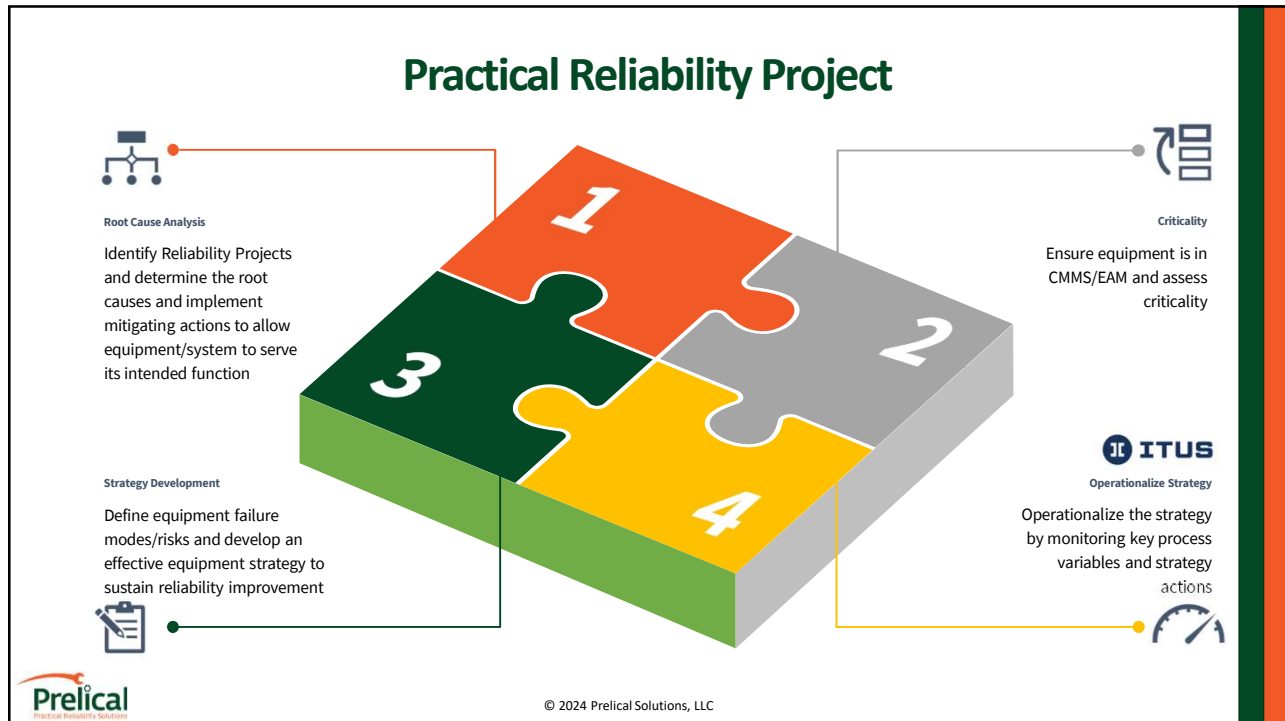 Practical Reliability Project
1
2
3
4
Root Cause Analysis
Identify Reliability Projects
and determine the root
causes and implement
mitigating actions to allow
equipment/system to serve
its intended function
Criticality
Ensure equipment is in
CMMS/EAM and assess
criticality
Strategy Development
Define equipment failure
modes/risks and develop an
effective equipment strategy to
sustain reliability improvement
ITUS
Operationalize Strategy
Operationalize the strategy
by monitoring key process
variables and strategy
actions
Prelical
Practical Reliability Solutions
© 2024 Prelical Solutions, LLC